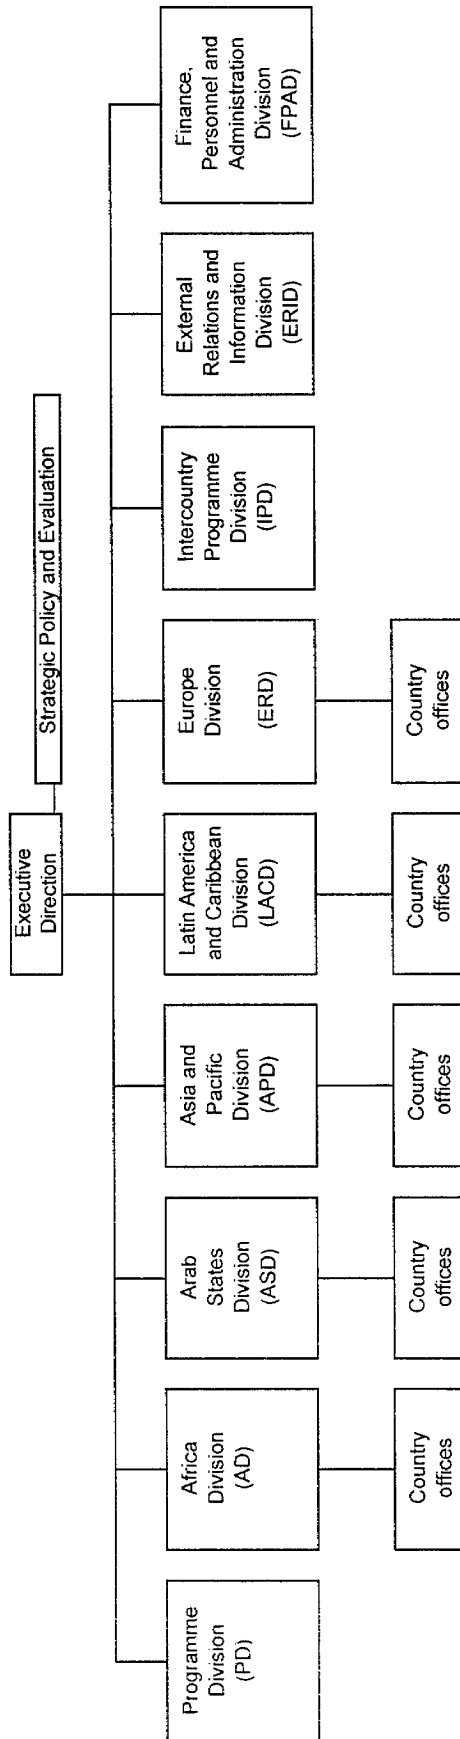 Executive
Direction
Strategic Policy and Evaluation
Programme
Division
(PD)
Africa
Division
(AD)
Arab
States
Division
(ASD)
Asia and
Pacific
Division
(APD)
Latin America
and Caribbean
Division
(LACD)
Europe
Division
(ERD)
Intercountry
Programme
Division
(IPD)
External
Relations and
Information
Division
(ERID)
Finance,
Personnel and
Administration
Division
(FPAD)
Country
offices
Country
offices
Country
offices
Country
offices
Country
offices